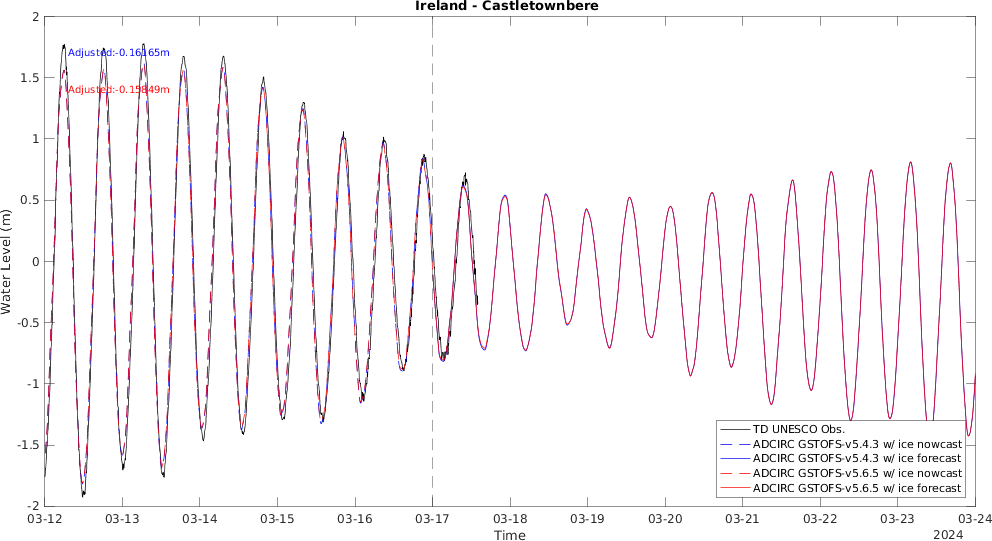 Ireland - Castletownbere
2
1.5
1
0.5
0
-0.5
-1
-1.5
-2
Water Level (m)
Adjusted:-0.16165m
Adjusted:-0.15849m
TD UNESCO Obs.
ADCIRC GSTOFS-v5.4.3 w/ ice nowcast
ADCIRC GSTOFS-v5.4.3 w/ ice forecast
ADCIRC GSTOFS-v5.6.5 w/ ice nowcast
ADCIRC GSTOFS-v5.6.5 w/ ice forecast
03-12 03-13 03-14 03-15 03-16 03-17 03-18 03-19 03-20 03-21 03-22 03-23 03-24
Time
2024